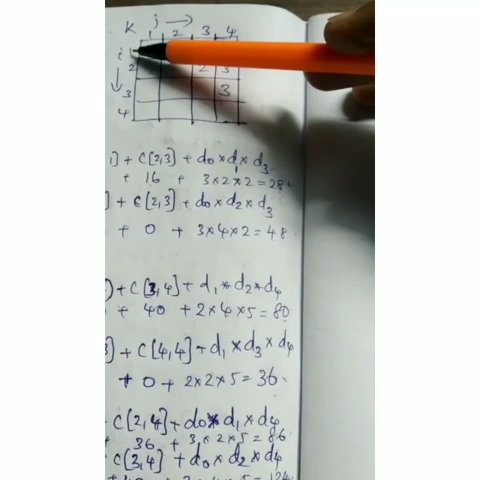 K j →
1 2 3 4
i
2 2 3
3 3
4
1) + C[2,3] + d0 × d1 × d3
+ 16 + 3×2×2 = 28
] + C[2,3] + d0 × d2 × d3
+ 0 + 3×4×2 = 48
) + C[3,4] + d1 * d2 * d4
+ 40 + 2×4×5 = 80
3] + C[4,4] + d1 × d3 × d4
+ 0 + 2×2×5 = 36
C[2,4] + d0 * d1 × d4
36 + 3×2×5 = 86
C[3,4] + d0 × d2 × d4